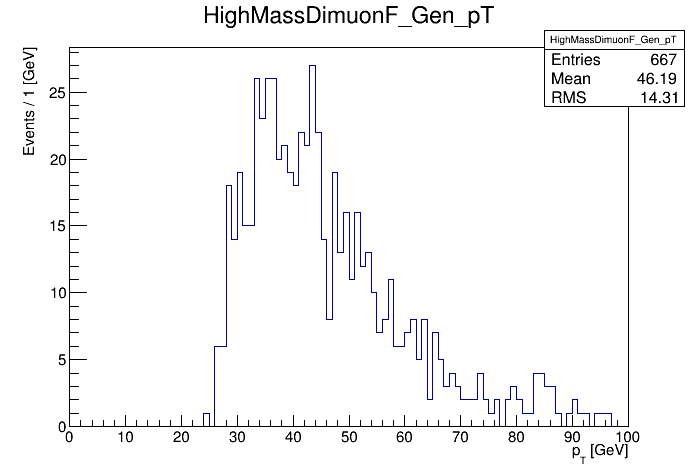 HighMassDimuonF_Gen_pT
HighMassDimuonF_Gen_pT
Entries 667
Mean 46.19
RMS 14.31
Events / 1 [GeV]
25
20
15
10
5
0
0 10 20 30 40 50 60 70 80 90 100
p_T [GeV]